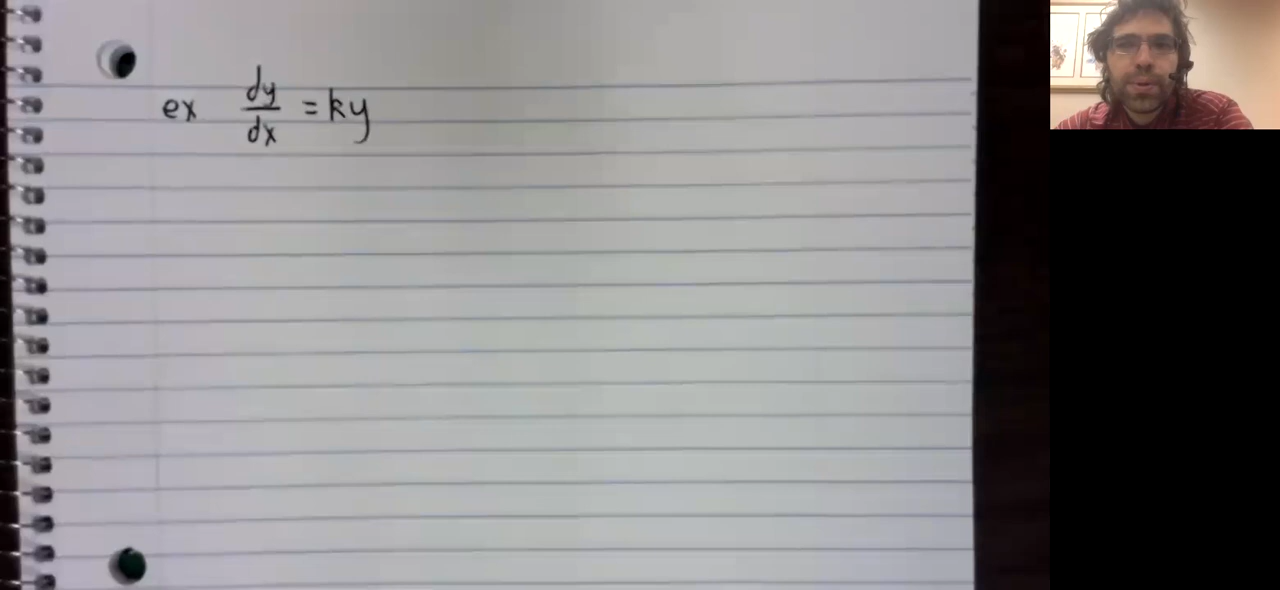 ex dy/dx = ky